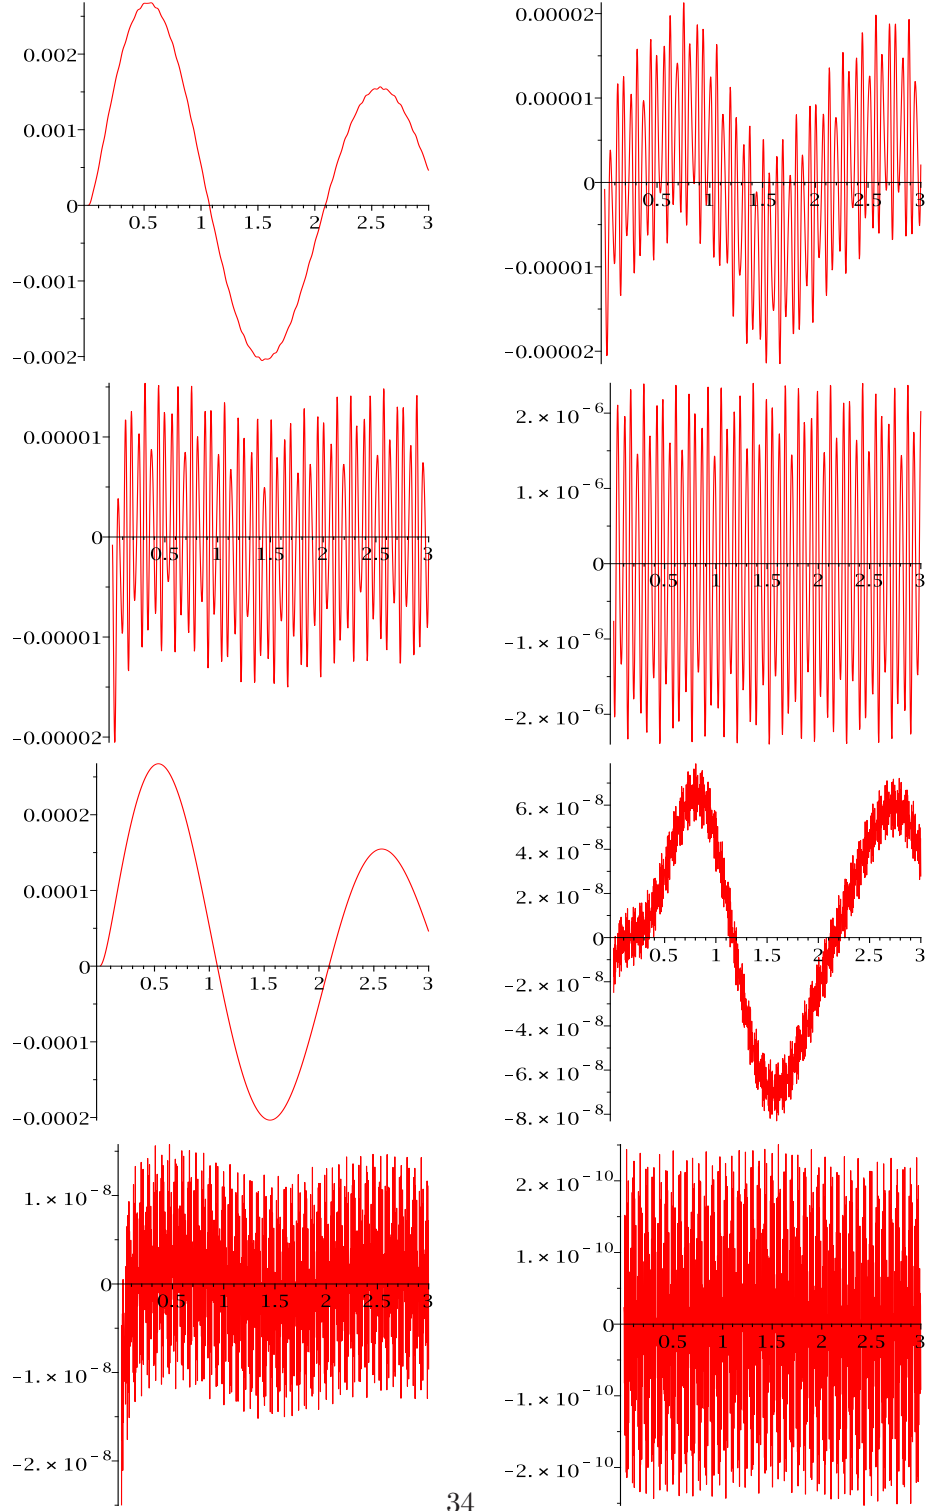 0.002
0.001
0
-0.001
-0.002
0.5 1 1.5 2 2.5 3
0.00002
0.00001
0
-0.00001
-0.00002
0.5 1 1.5 2 2.5 3
0.00001
0
-0.00001
-0.00002
0.5 1 1.5 2 2.5 3
2. × 10⁻⁶
1. × 10⁻⁶
0
-1. × 10⁻⁶
-2. × 10⁻⁶
0.5 1 1.5 2 2.5 3
0.0002
0.0001
0
-0.0001
-0.0002
0.5 1 1.5 2 2.5 3
6. × 10⁻⁸
4. × 10⁻⁸
2. × 10⁻⁸
0
-2. × 10⁻⁸
-4. × 10⁻⁸
-6. × 10⁻⁸
-8. × 10⁻⁸
0.5 1 1.5 2 2.5 3
1. × 10⁻⁸
0
-1. × 10⁻⁸
-2. × 10⁻⁸
0.5 1 1.5 2 2.5 3
2. × 10⁻¹⁰
1. × 10⁻¹⁰
0
-1. × 10⁻¹⁰
-2. × 10⁻¹⁰
0.5 1 1.5 2 2.5 3
34